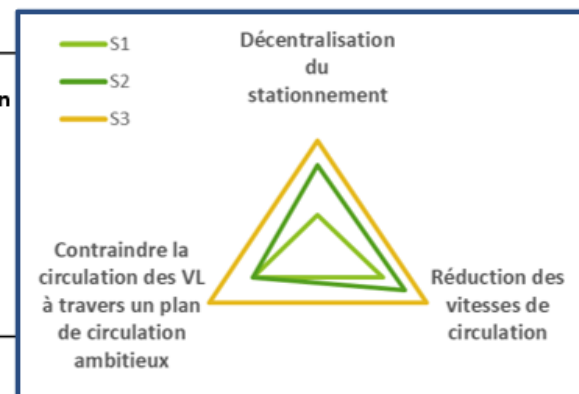 n
S1
S2
S3
Décentralisation
du
stationnement
Contraindre la
circulation des VL
à travers un plan
de circulation
ambitieux
Réduction des
vitesses de
circulation